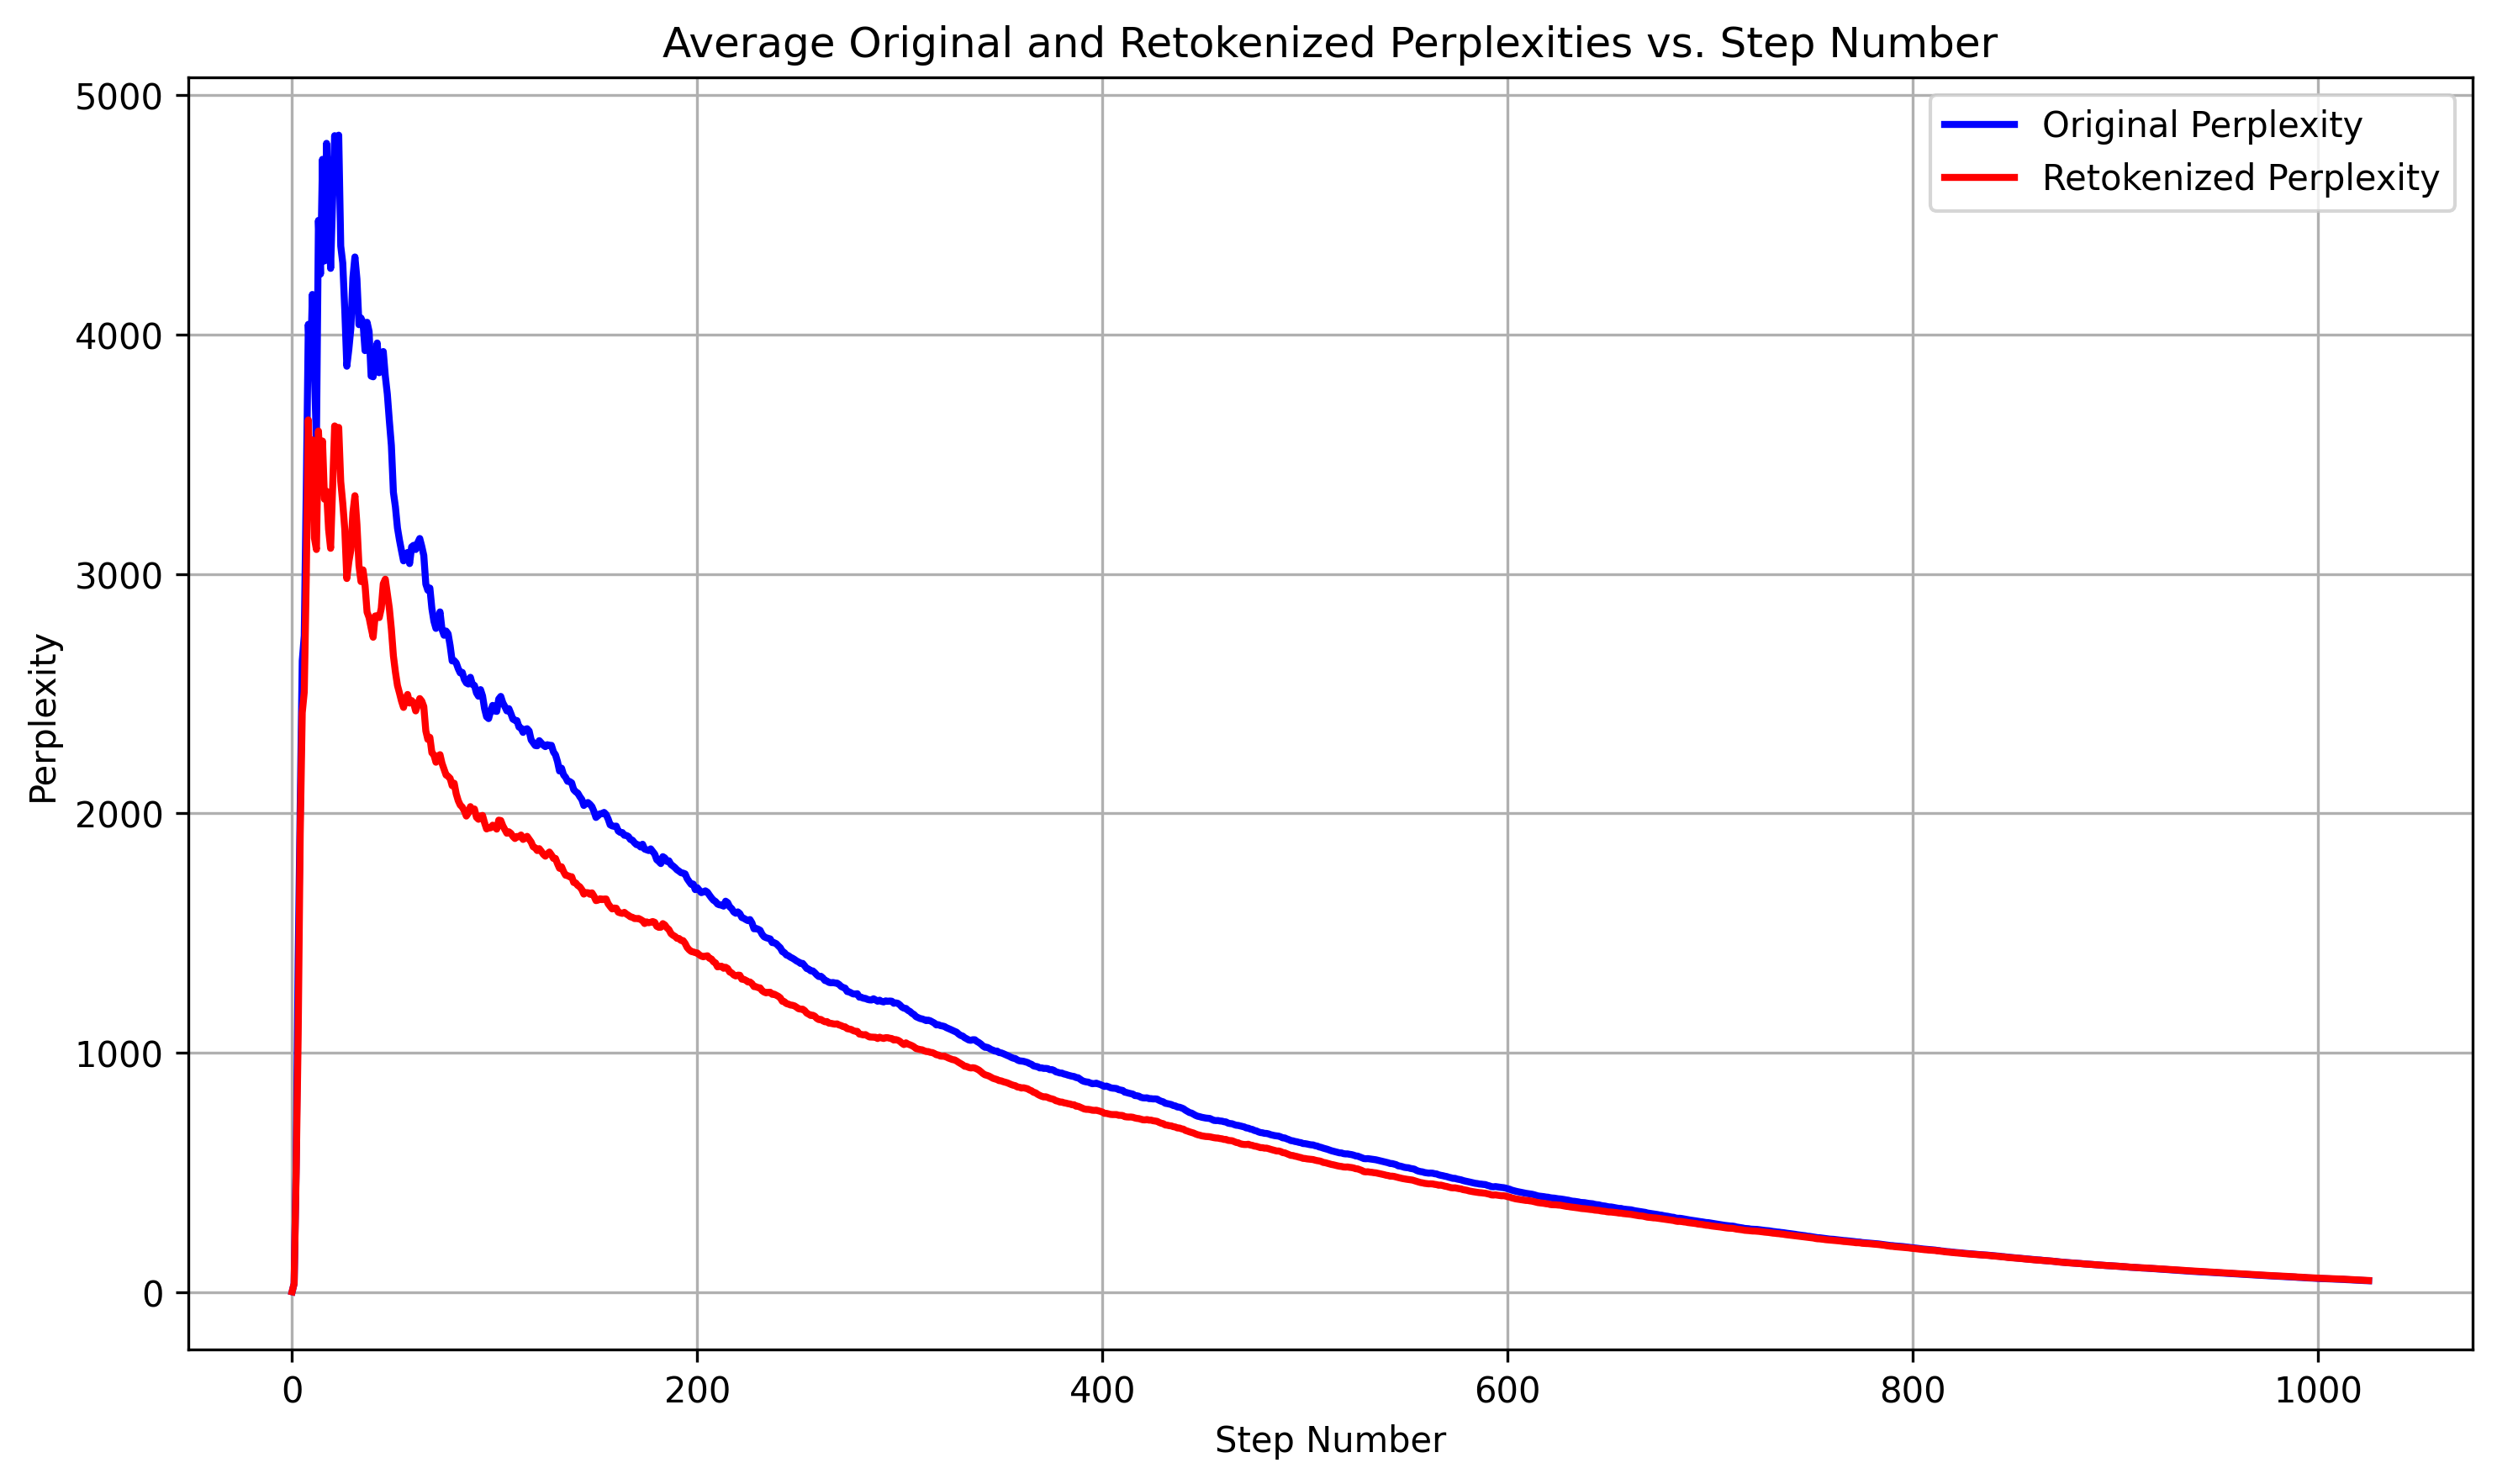 Average Original and Retokenized Perplexities vs. Step Number
Original Perplexity
Retokenized Perplexity
Perplexity
5000
4000
3000
2000
1000
0
0 200 400 600 800 1000
Step Number